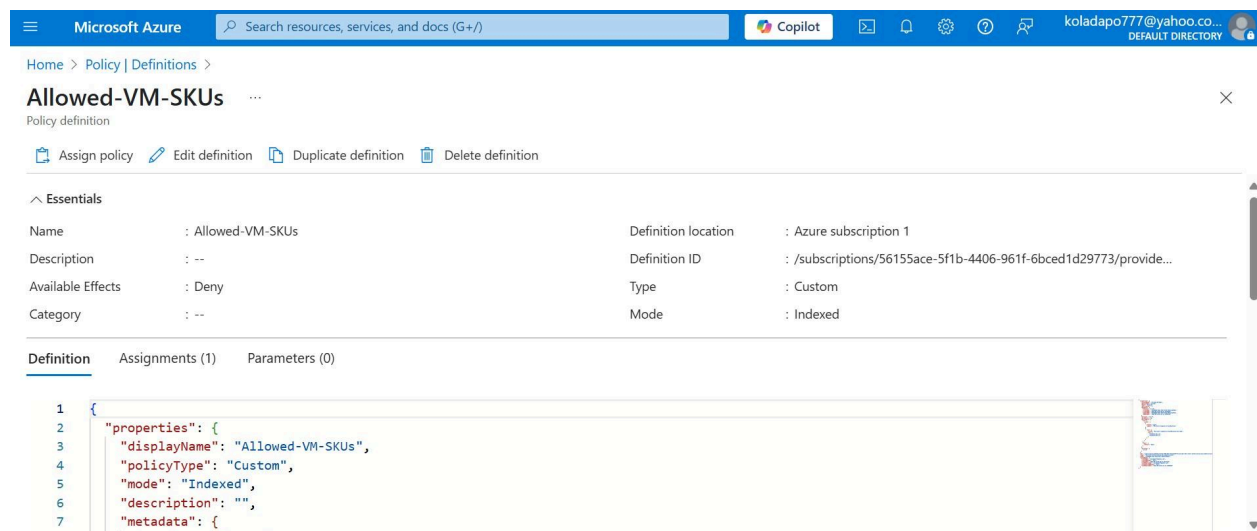 Microsoft Azure
Search resources, services, and docs (G+/)
Copilot
koladapo777@yahoo.co...
DEFAULT DIRECTORY
Home > Policy | Definitions >
Allowed-VM-SKUs ...
Policy definition
Assign policy Edit definition Duplicate definition Delete definition
Essentials
Name : Allowed-VM-SKUs
Definition location : Azure subscription 1
Description : --
Definition ID : /subscriptions/56155ace-5f1b-4406-961f-6bced1d29773/provide...
Available Effects : Deny
Type : Custom
Category : --
Mode : Indexed
Definition Assignments (1) Parameters (0)
1 {
2 "properties": {
3 "displayName": "Allowed-VM-SKUs",
4 "policyType": "Custom",
5 "mode": "Indexed",
6 "description": "",
7 "metadata": {